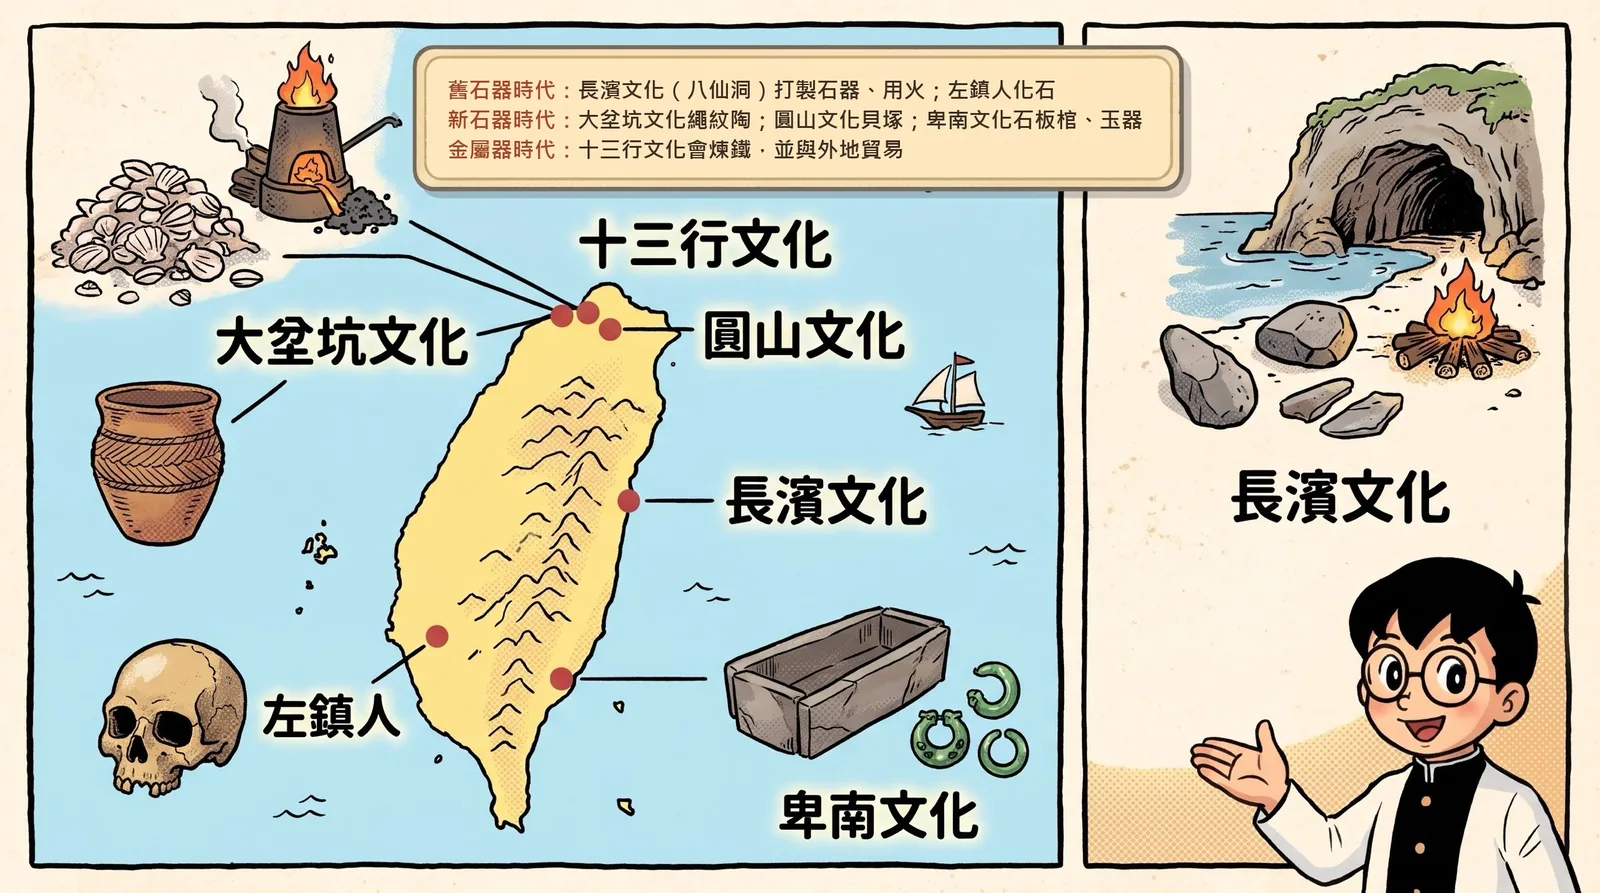 舊石器時代：長濱文化（八仙洞）打製石器、用火；左鎮人化石
新石器時代：大坌坑文化繩紋陶；圓山文化貝塚；卑南文化石板棺、玉器
金屬器時代：十三行文化會煉鐵．並與外地貿易
十三行文化
大坌坑文化
圓山文化
長濱文化
左鎮人
卑南文化
長濱文化